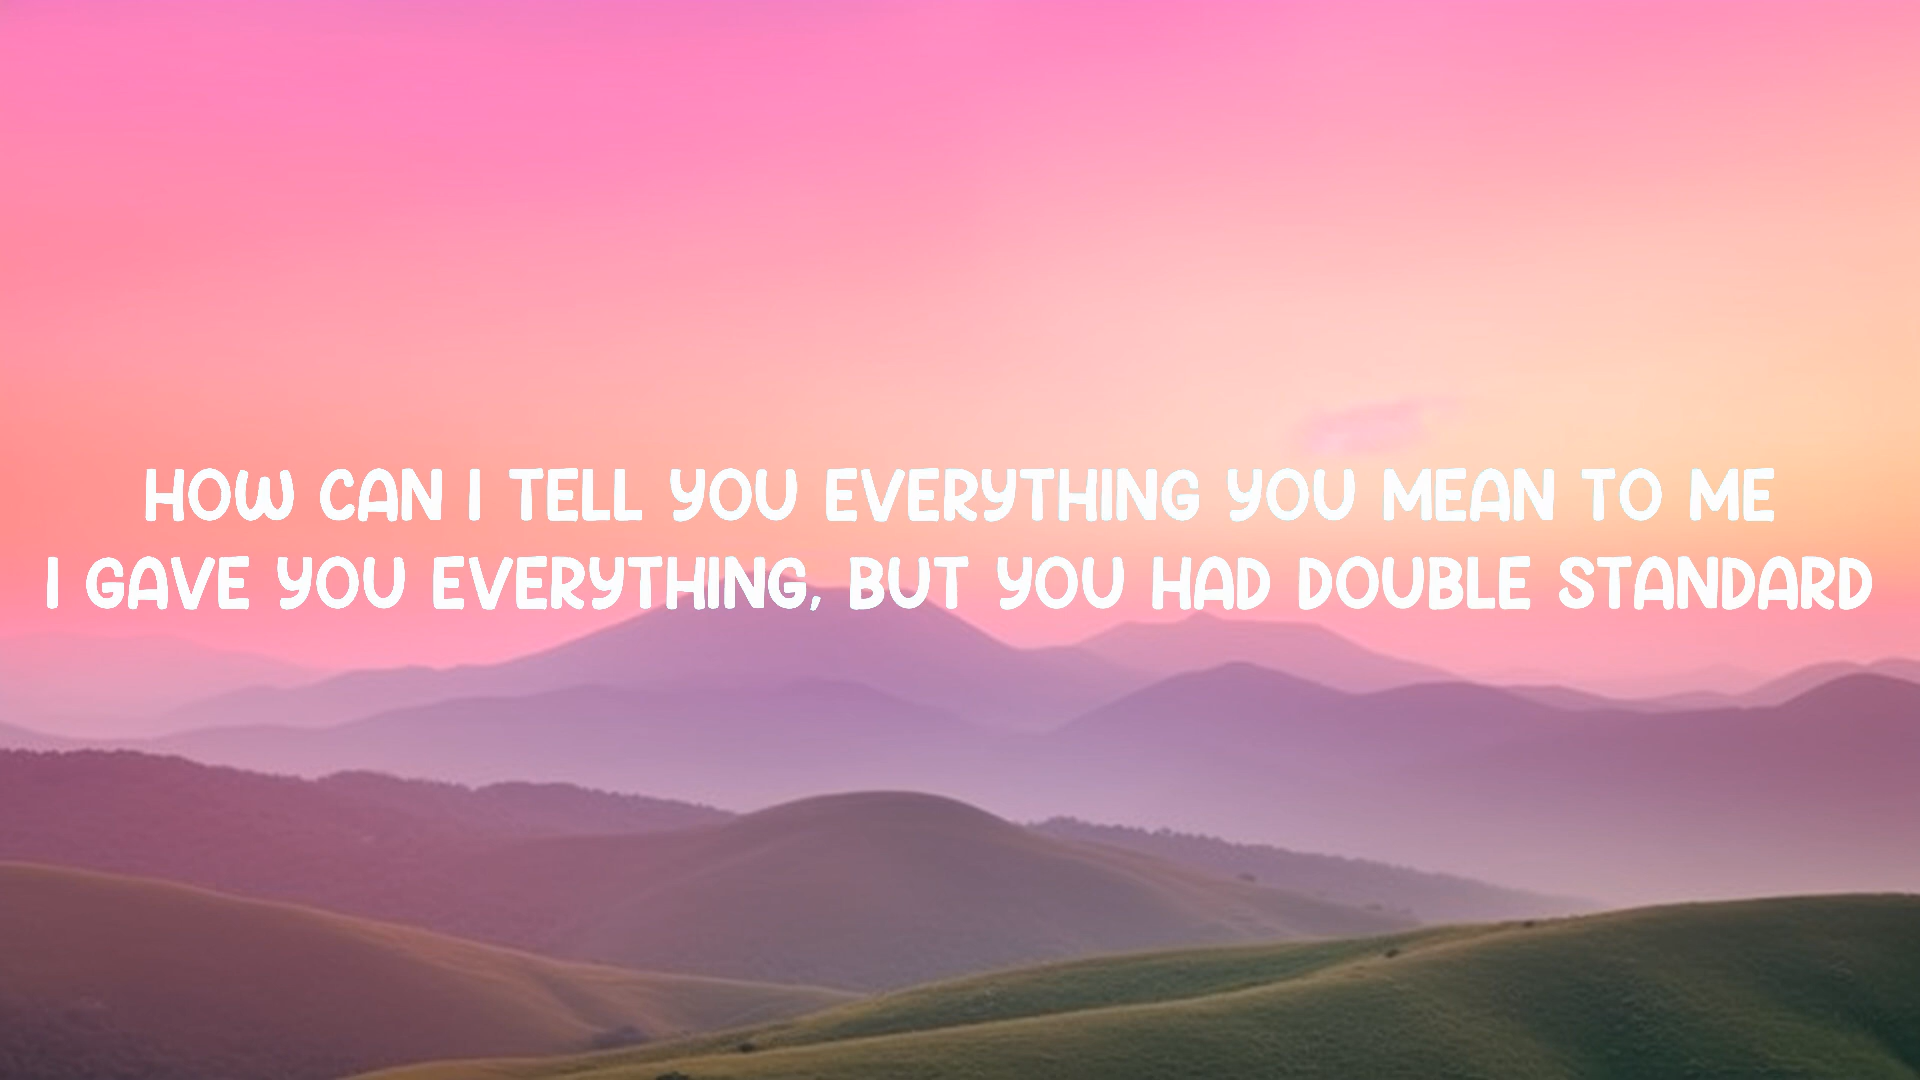 HOW CAN I TELL YOU EVERYTHING YOU MEAN TO ME
I GAVE YOU EVERYTHING, BUT YOU HAD DOUBLE STANDARD